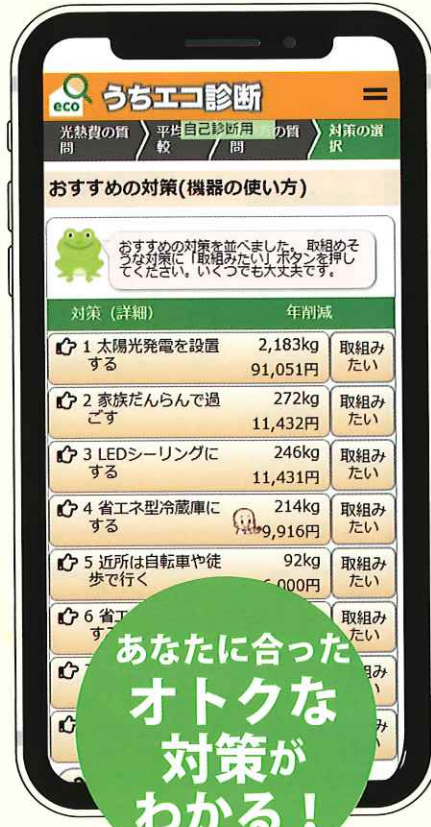 eco うちエコ診断
光熱費の質問
平均
較
自己診断用
の質問
対策の選択
おすすめの対策(機器の使い方)
おすすめの対策を並べました。取組めそ
うな対策に「取組みたい」ボタンを押し
てください。いくつでも大丈夫です。
対策（詳細） 年削減
1 太陽光発電を設置する 2,183kg 91,051円 取組みたい
2 家族だんらんで過ごす 272kg 11,432円 取組みたい
3 LEDシーリングにする 246kg 11,431円 取組みたい
4 省エネ型冷蔵庫にする 214kg 9,916円 取組みたい
5 近所は自転車や徒歩で行く 92kg 000円 取組みたい
6 省エ 取組みたい
あなたに合った
オトクな
対策が
わかる！